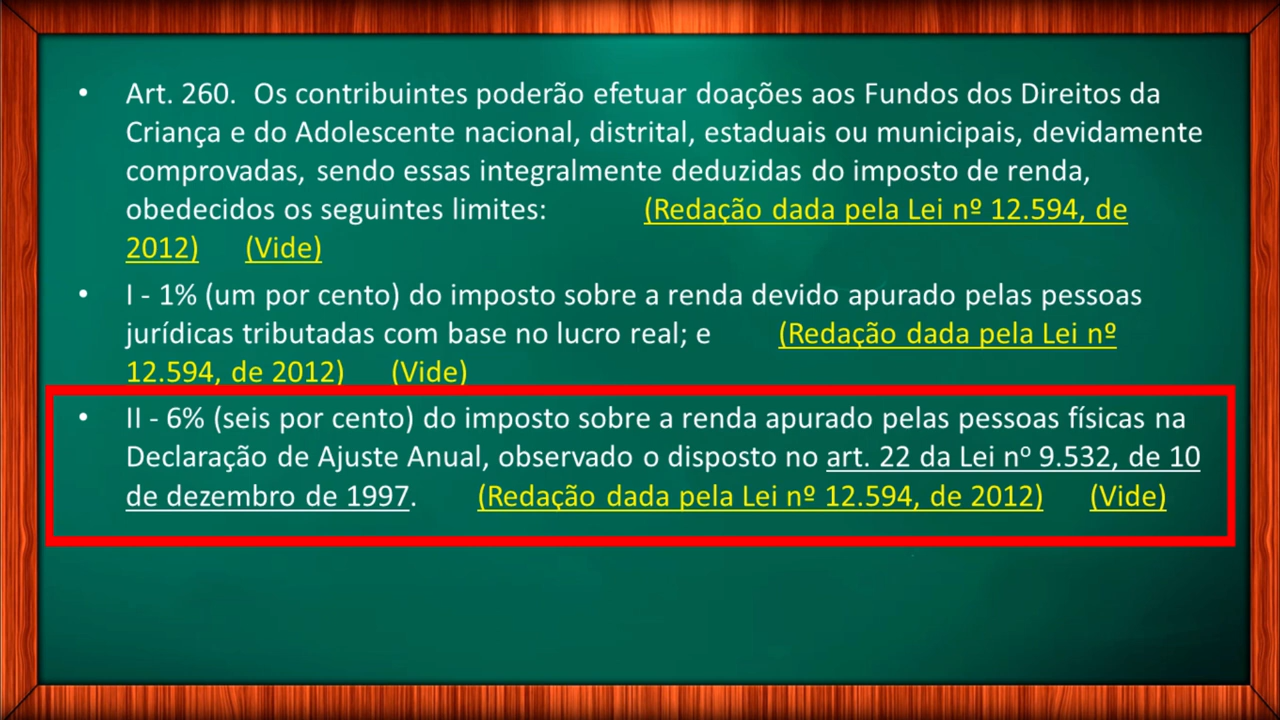 • Art. 260. Os contribuintes poderão efetuar doações aos Fundos dos Direitos da
Criança e do Adolescente nacional, distrital, estaduais ou municipais, devidamente
comprovadas, sendo essas integralmente deduzidas do imposto de renda,
obedecidos os seguintes limites: (Redação dada pela Lei nº 12.594, de
2012) (Vide)
• I - 1% (um por cento) do imposto sobre a renda devido apurado pelas pessoas
jurídicas tributadas com base no lucro real; e (Redação dada pela Lei nº
12.594, de 2012) (Vide)
• II - 6% (seis por cento) do imposto sobre a renda apurado pelas pessoas físicas na
Declaração de Ajuste Anual, observado o disposto no art. 22 da Lei nº 9.532, de 10
de dezembro de 1997. (Redação dada pela Lei nº 12.594, de 2012) (Vide)